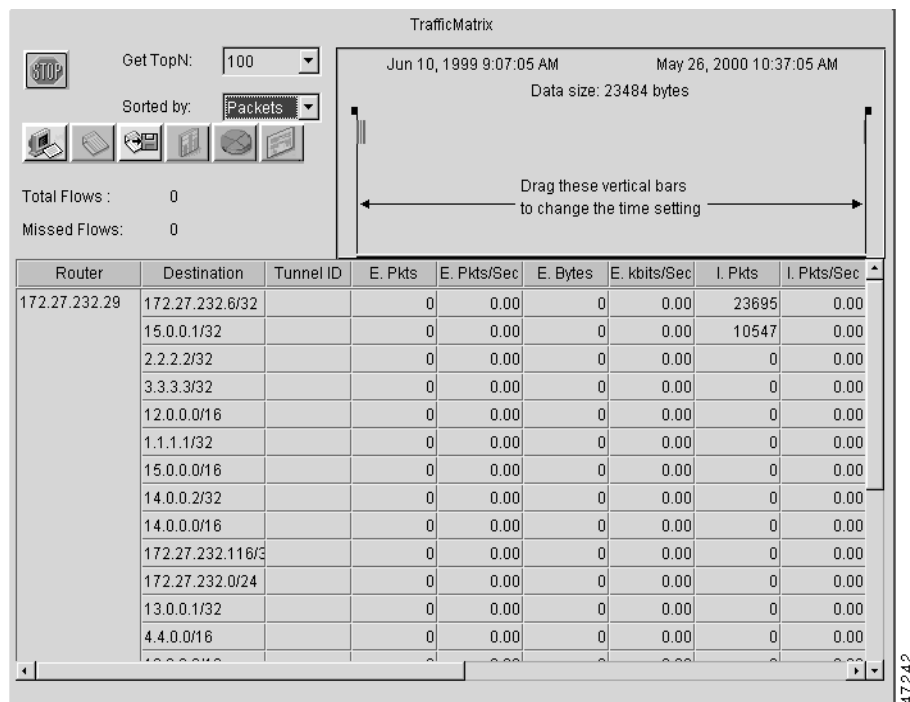 TrafficMatrix
STOP
Get TopN: 100
Sorted by: Packets
Jun 10, 1999 9:07:05 AM May 26, 2000 10:37:05 AM
Data size: 23484 bytes
Drag these vertical bars
to change the time setting
Total Flows : 0
Missed Flows: 0
Router Destination Tunnel ID E. Pkts E. Pkts/Sec E. Bytes E. kbits/Sec I. Pkts I. Pkts/Sec
172.27.232.29 172.27.232.6/32 0 0.00 0 0.00 23695 0.00
15.0.0.1/32 0 0.00 0 0.00 10547 0.00
2.2.2.2/32 0 0.00 0 0.00 0 0.00
3.3.3.3/32 0 0.00 0 0.00 0 0.00
12.0.0.0/16 0 0.00 0 0.00 0 0.00
1.1.1.1/32 0 0.00 0 0.00 0 0.00
15.0.0.0/16 0 0.00 0 0.00 0 0.00
14.0.0.2/32 0 0.00 0 0.00 0 0.00
14.0.0.0/16 0 0.00 0 0.00 0 0.00
172.27.232.116/3 0 0.00 0 0.00 0 0.00
172.27.232.0/24 0 0.00 0 0.00 0 0.00
13.0.0.1/32 0 0.00 0 0.00 0 0.00
4.4.0.0/16 0 0.00 0 0.00 0 0.00
47242